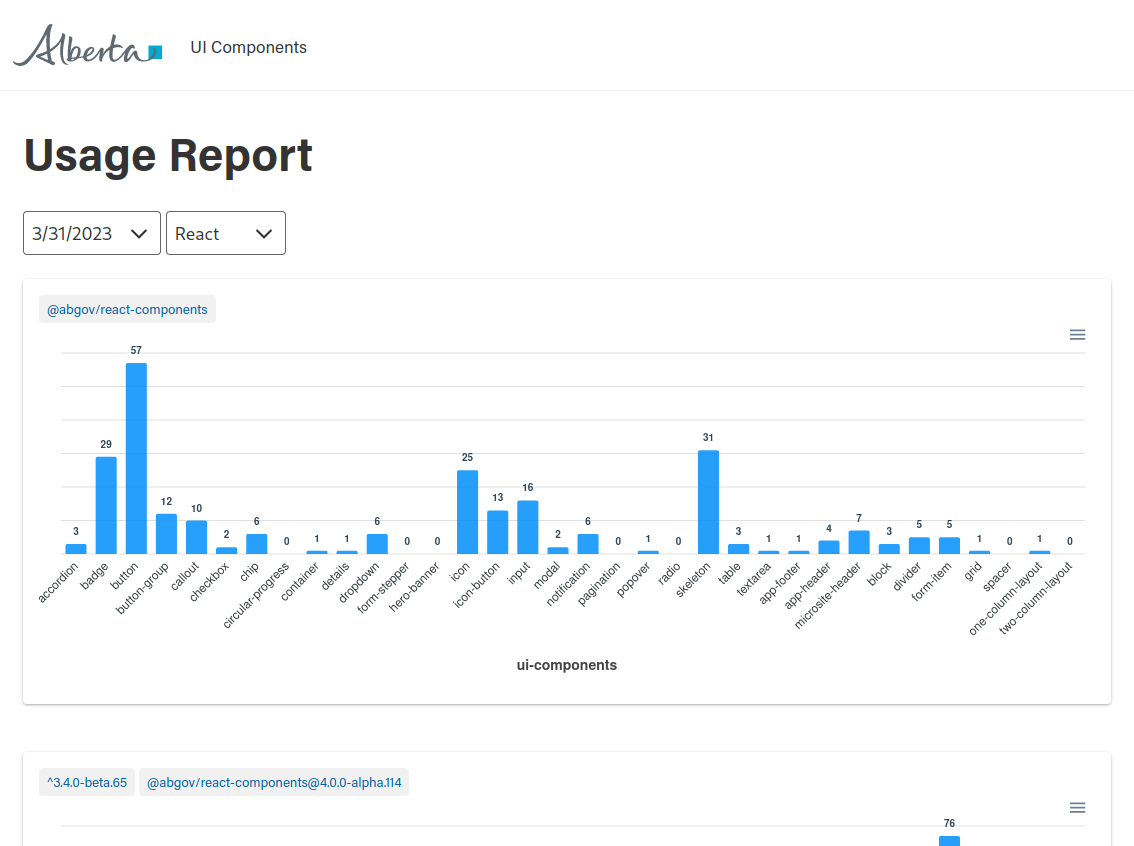 Alberta
UI Components
Usage Report
3/31/2023
React
@abgov/react-components
57
29
12
10
3
2
6
0
1
1
6
0
0
25
13
16
2
6
0
1
0
31
3
1
1
4
7
3
5
5
1
0
1
0
accordion
badge
button
button-group
callout
checkbox
chip
circular-progress
container
details
dropdown
form-stepper
hero-banner
icon
icon-button
input
modal
notification
pagination
popover
radio
skeleton
table
textarea
app-footer
app-header
microsite-header
block
divider
form-item
grid
spacer
one-column-layout
two-column-layout
ui-components
^3.4.0-beta.65
@abgov/react-components@4.0.0-alpha.114
76